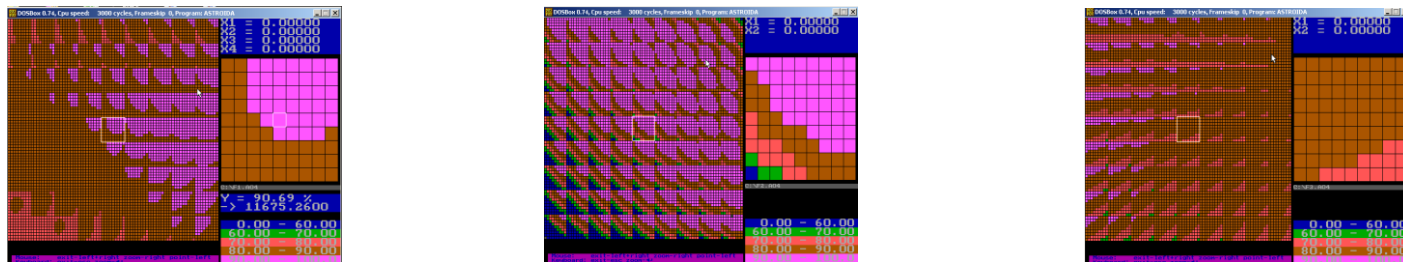 DOSBox 0.74, Cpu speed: 3000 cycles, Frameskip 0, Program: ASTROIDA
X1 = 0.00000
X2 = 0.00000
X3 = 0.00000
X4 = 0.00000
Y = 90.69 %
-> 11675.2600
0.00 - 60.00
60.00 - 70.00
70.00 - 80.00
80.00 - 90.00
DOSBox 0.74, Cpu speed: 3000 cycles, Frameskip 0, Program: ASTROIDA
X1 = 0.00000
X2 = 0.00000
0.00 - 60.00
60.00 - 70.00
70.00 - 80.00
80.00 - 90.00
DOSBox 0.74, Cpu speed: 3000 cycles, Frameskip 0, Program: ASTROIDA
X1 = 0.00000
X2 = 0.00000
0.00 - 60.00
60.00 - 70.00
70.00 - 80.00
80.00 - 90.00